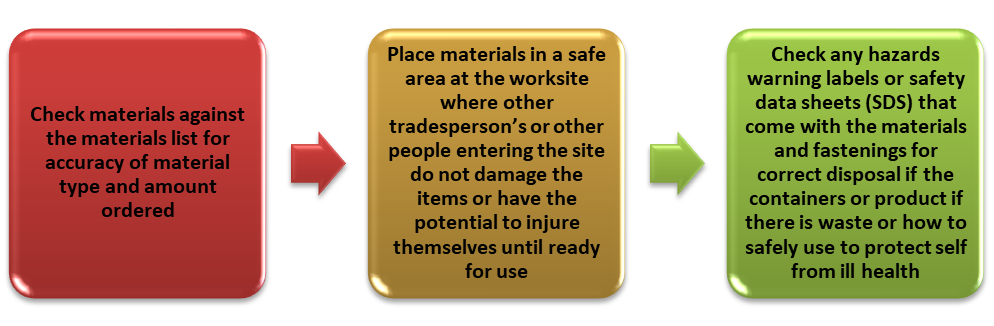 Check materials against
the materials list for
accuracy of material
type and amount
ordered
Place materials in a safe
area at the worksite
where other
tradesperson’s or other
people entering the site
do not damage the
items or have the
potential to injure
themselves until ready
for use
Check any hazards
warning labels or safety
data sheets (SDS) that
come with the materials
and fastenings for
correct disposal if the
containers or product if
there is waste or how to
safely use to protect self
from ill health